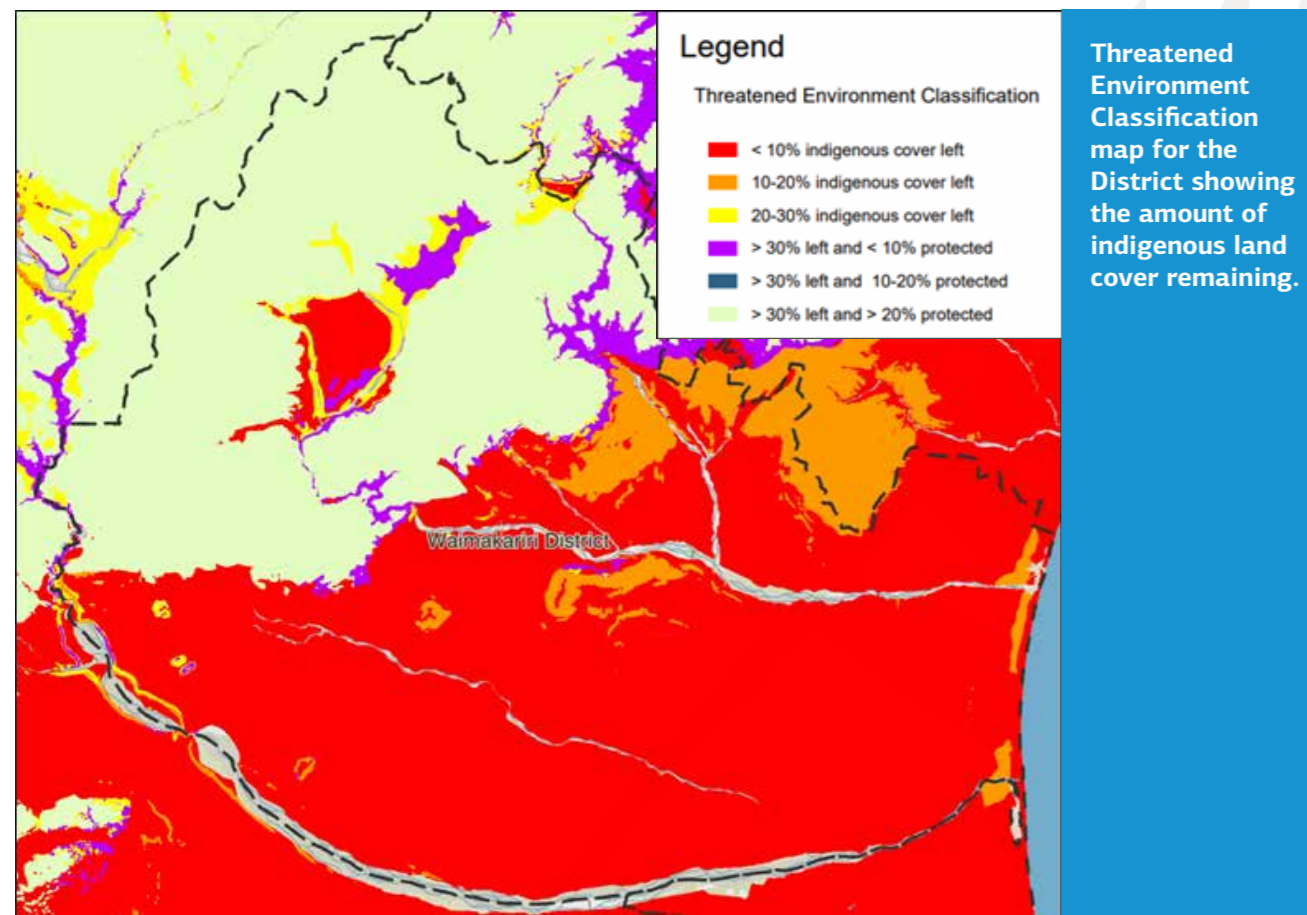 Legend
Threatened Environment Classification
< 10% indigenous cover left
10-20% indigenous cover left
20-30% indigenous cover left
> 30% left and < 10% protected
> 30% left and 10-20% protected
> 30% left and > 20% protected
Waimakariri District
Threatened
Environment
Classification
map for the
District showing
the amount of
indigenous land
cover remaining.